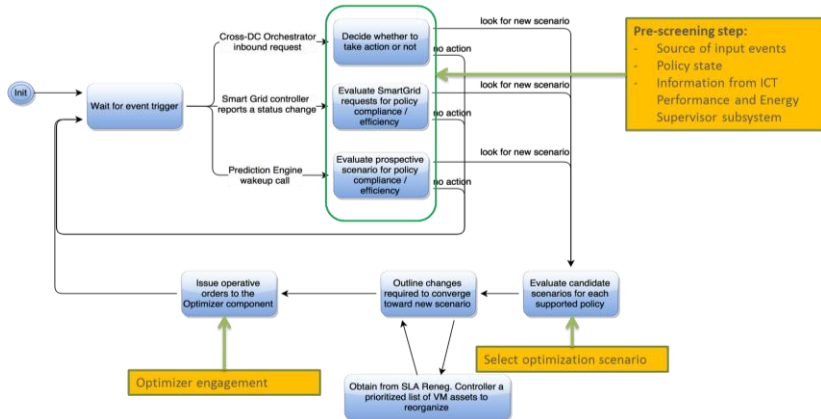 Cross-DC Orchestrator
inbound request
Decide whether to
take action or not
look for new scenario
no action
Pre-screening step:
- Source of input events
- Policy state
- Information from ICT
Performance and Energy
Supervisor subsystem
Init
Wait for event trigger
Smart Grid controller
reports a status change
Evaluate SmartGrid
requests for policy
compliance /
efficiency
look for new scenario
no action
Prediction Engine
wakeup call
Evaluate prospective
scenario for policy
compliance /
efficiency
look for new scenario
no action
Issue operative
orders to the
Optimizer component
Outline changes
required to converge
toward new scenario
Evaluate candidate
scenarios for each
supported policy
Optimizer engagement
Select optimization scenario
Obtain from SLA Reneg. Controller a
prioritized list of VM assets to
reorganize